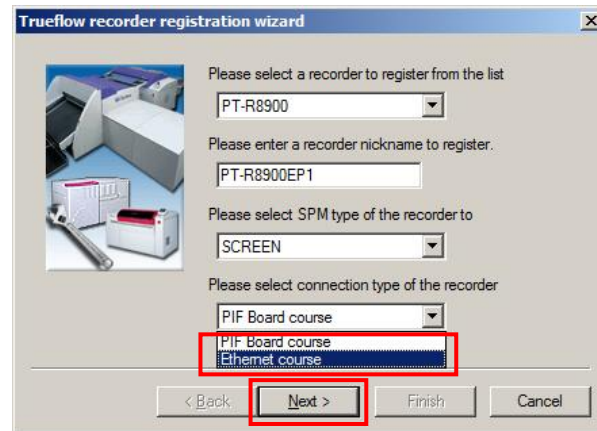 Trueflow recorder registration wizard
Please select a recorder to register from the list
PT-R8900
Please enter a recorder nickname to register.
PT-R8900EP1
Please select SPM type of the recorder to
SCREEN
Please select connection type of the recorder
PIF Board course
PIF Board course
Ethernet course
< Back
Next >
Finish
Cancel